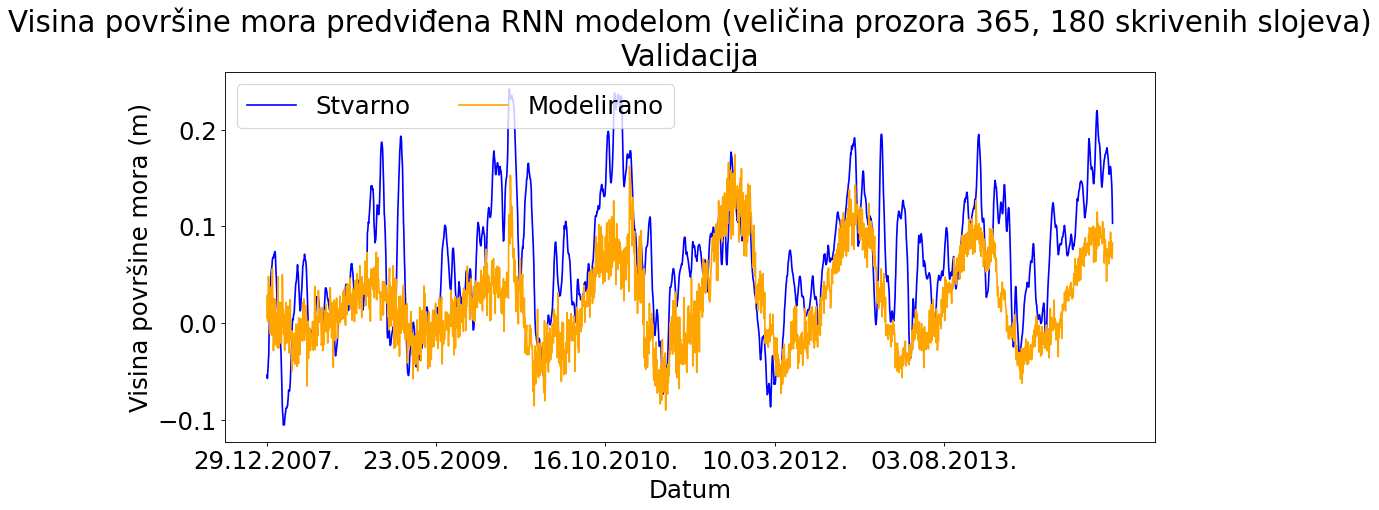 Visina površine mora predviđena RNN modelom (veličina prozora 365, 180 skrivenih slojeva)
Validacija
Stvarno
Modelirano
Visina površine mora (m)
0.2
0.1
0.0
−0.1
29.12.2007.
23.05.2009.
16.10.2010.
10.03.2012.
03.08.2013.
Datum